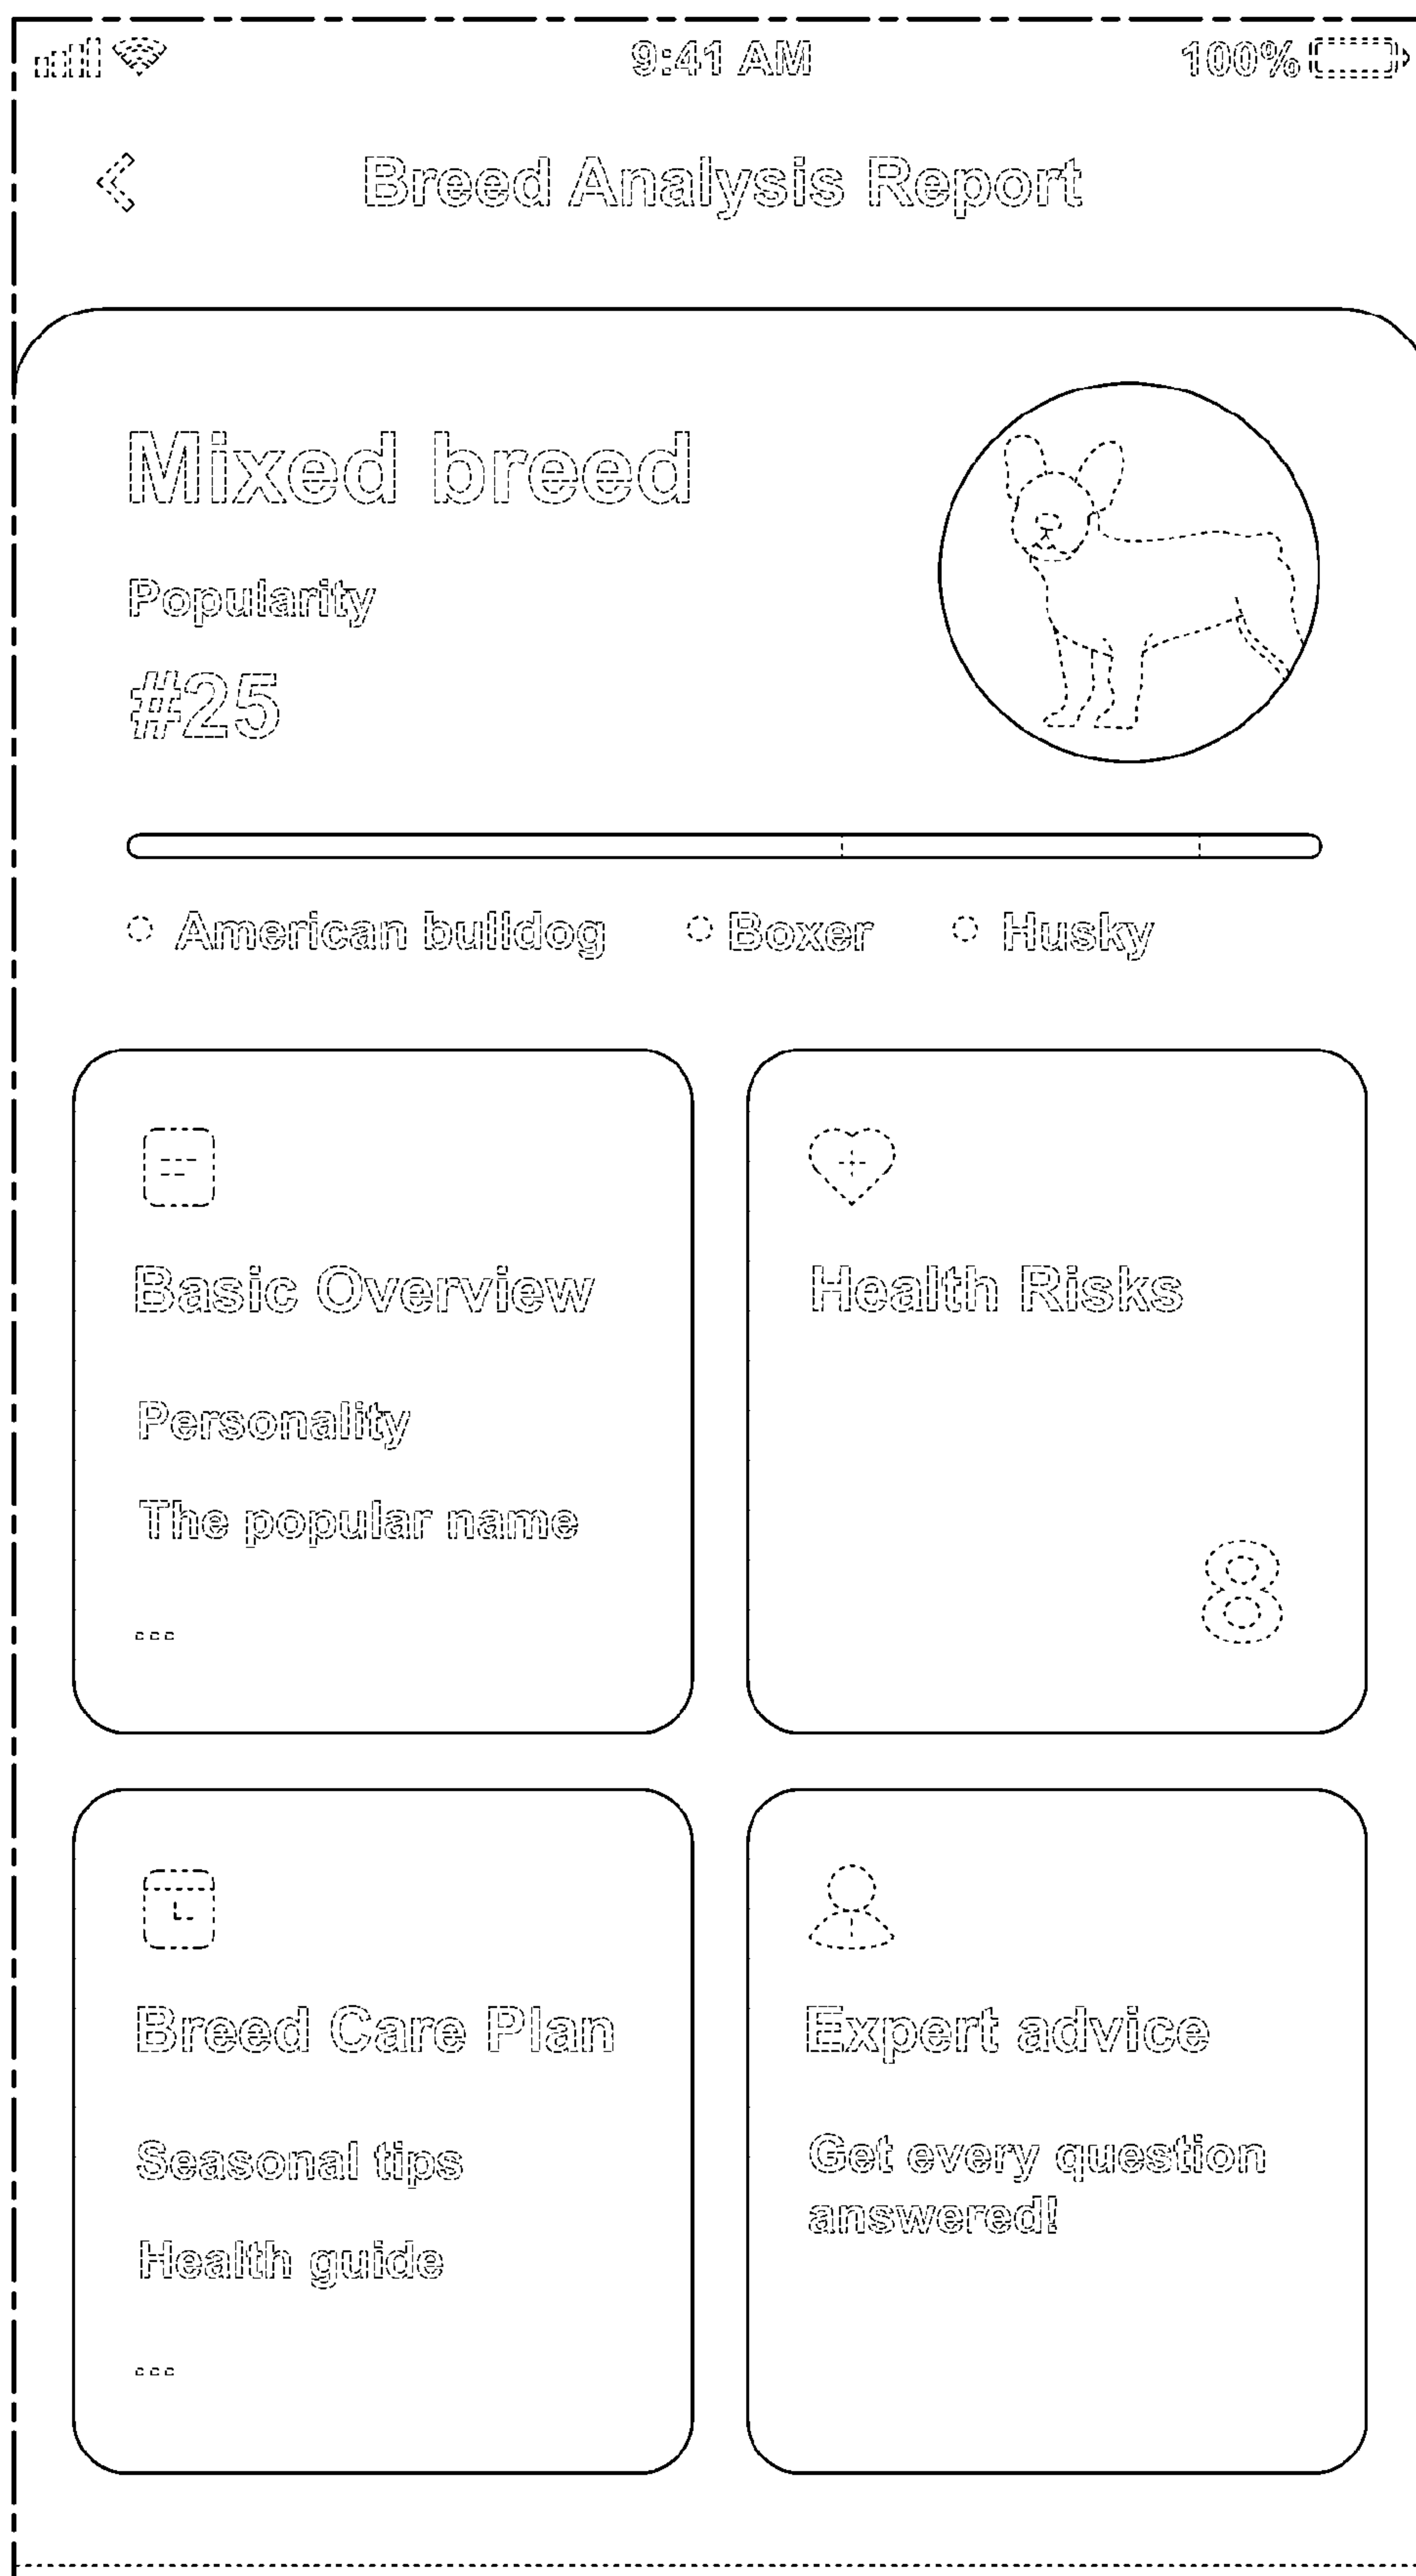 9:41 AM 100%
Breed Analysis Report
Mixed breed
Popularity
#25
American bulldog Boxer Husky
Basic Overview
Personality
The popular name
...
Health Risks
8
Breed Care Plan
Seasonal tips
Health guide
...
Expert advice
Get every question
answered!